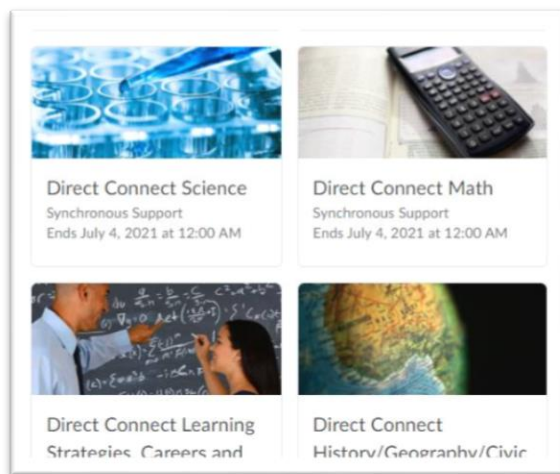 Direct Connect Science
Synchronous Support
Ends July 4, 2021 at 12:00 AM
Direct Connect Math
Synchronous Support
Ends July 4, 2021 at 12:00 AM
Direct Connect Learning
Strategies, Careers and
Direct Connect
History/Geography/Civic